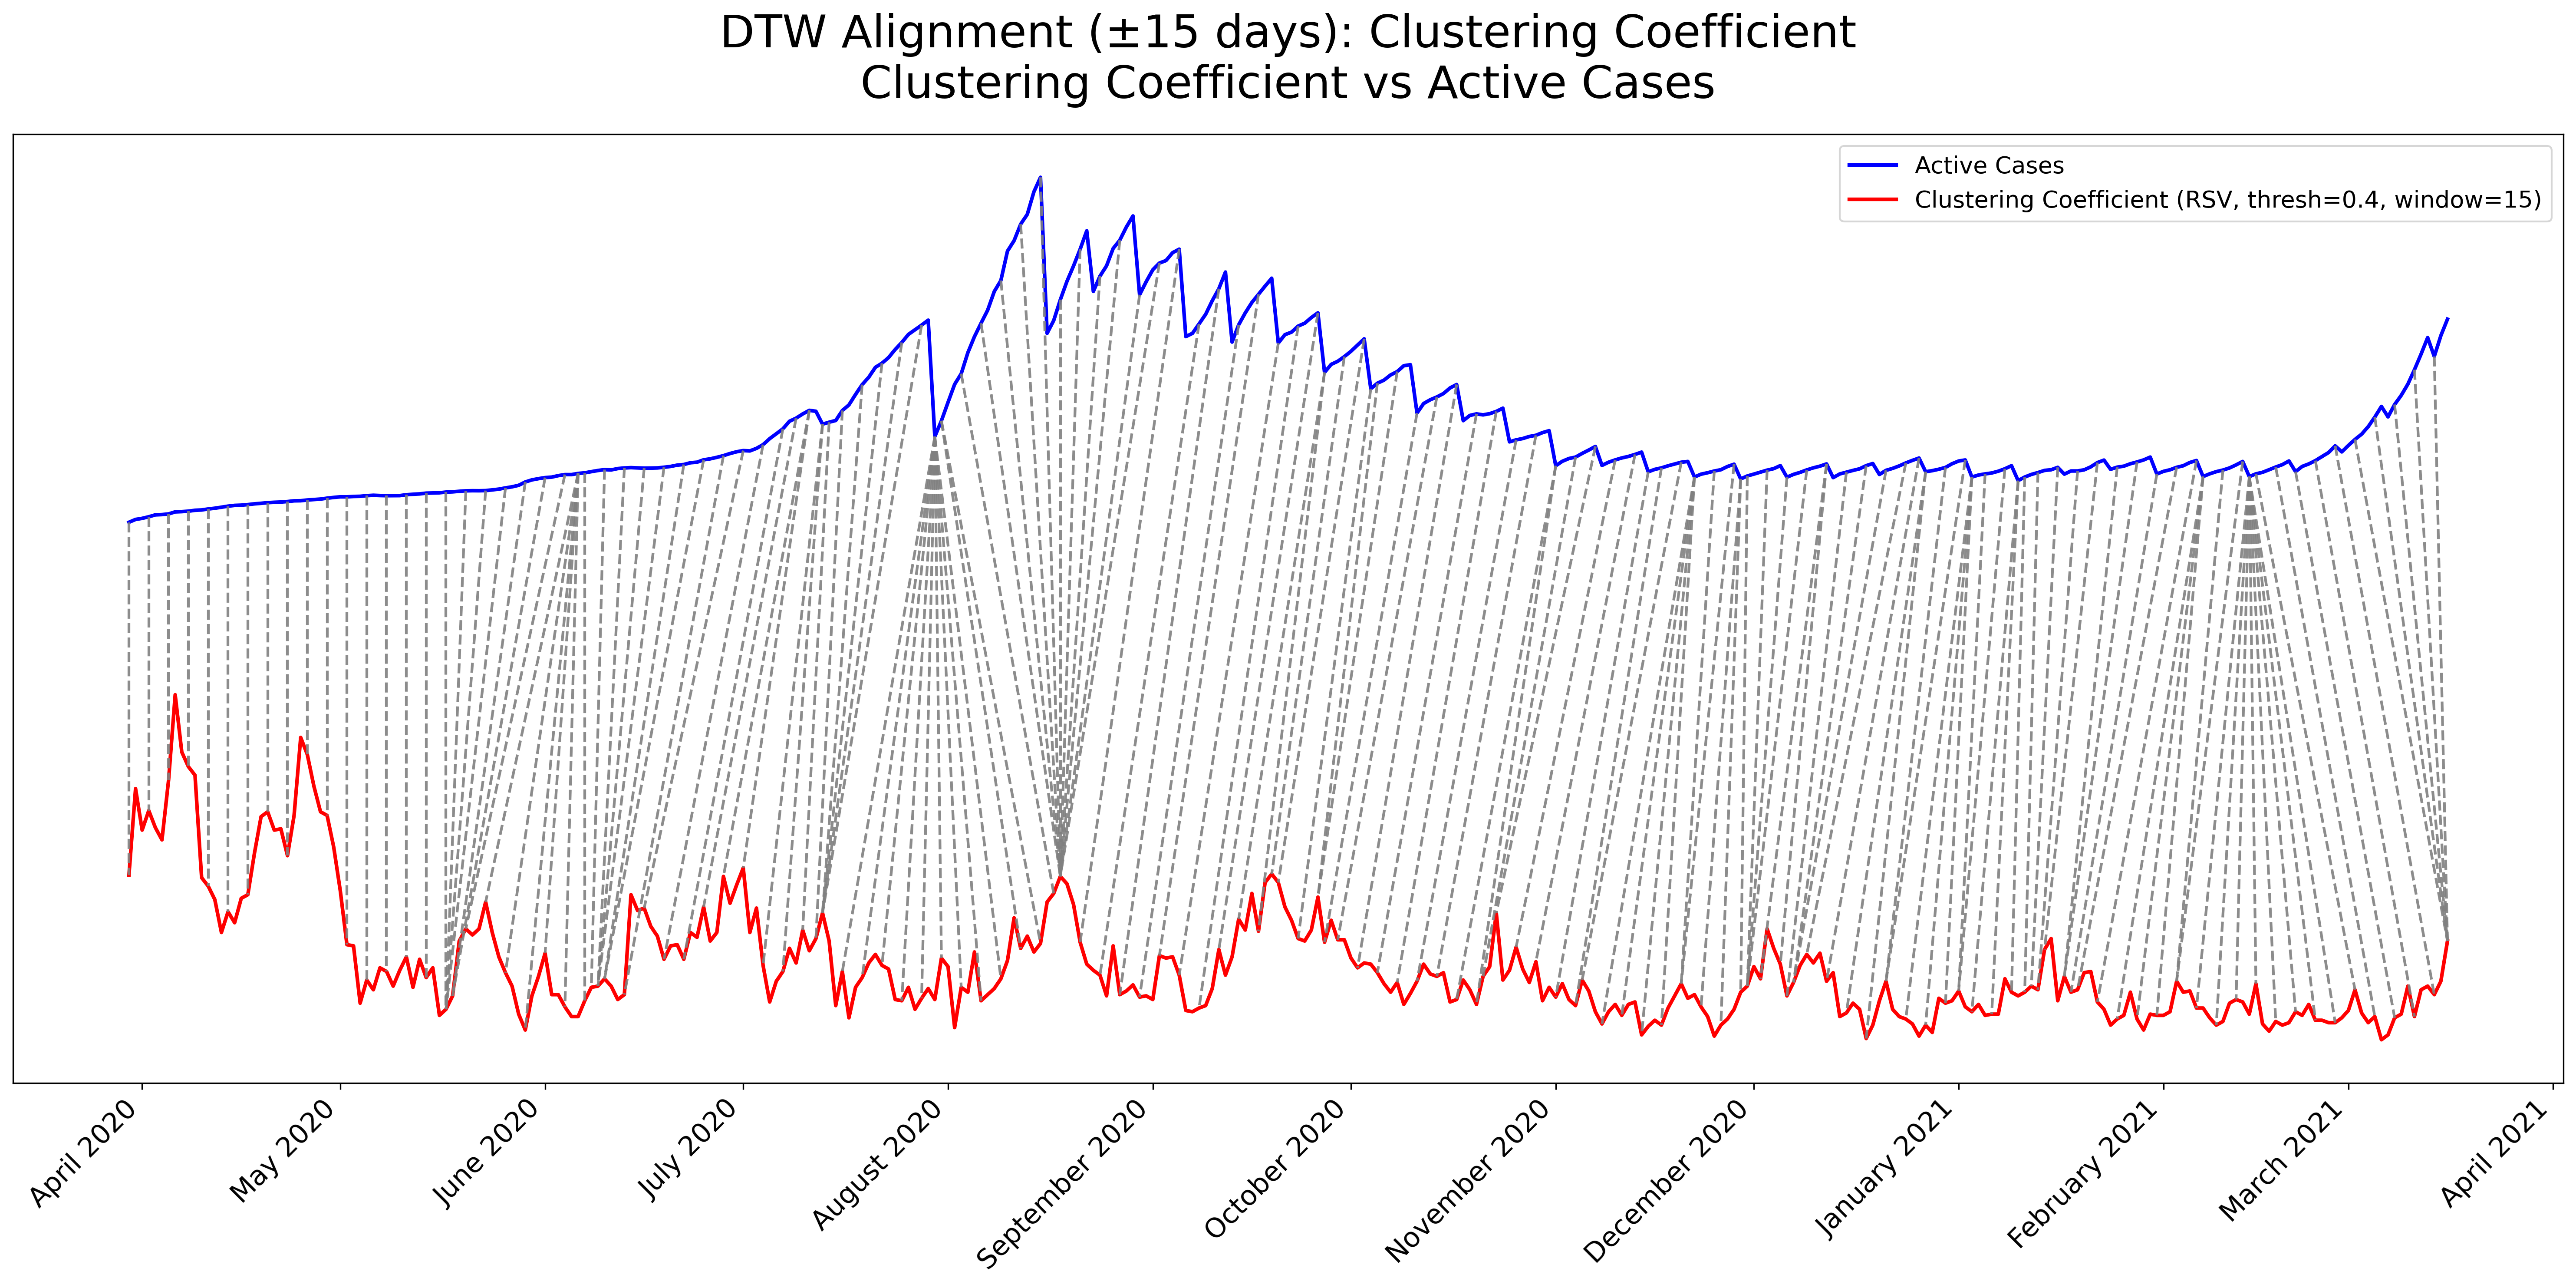 DTW Alignment (±15 days): Clustering Coefficient
Clustering Coefficient vs Active Cases
Active Cases
Clustering Coefficient (RSV, thresh=0.4, window=15)
April 2020
May 2020
June 2020
July 2020
August 2020
September 2020
October 2020
November 2020
December 2020
January 2021
February 2021
March 2021
April 2021